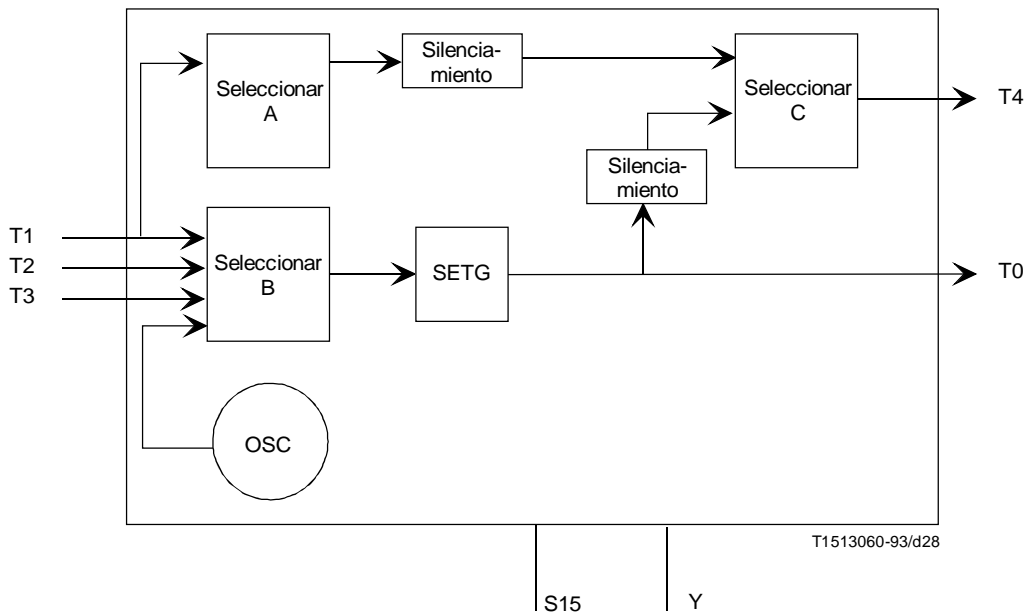 Seleccionar
A
Silencia-
miento
Seleccionar
C
T4
Silencia-
miento
T1
T2
T3
Seleccionar
B
SETG
T0
OSC
T1513060-93/d28
S15
Y